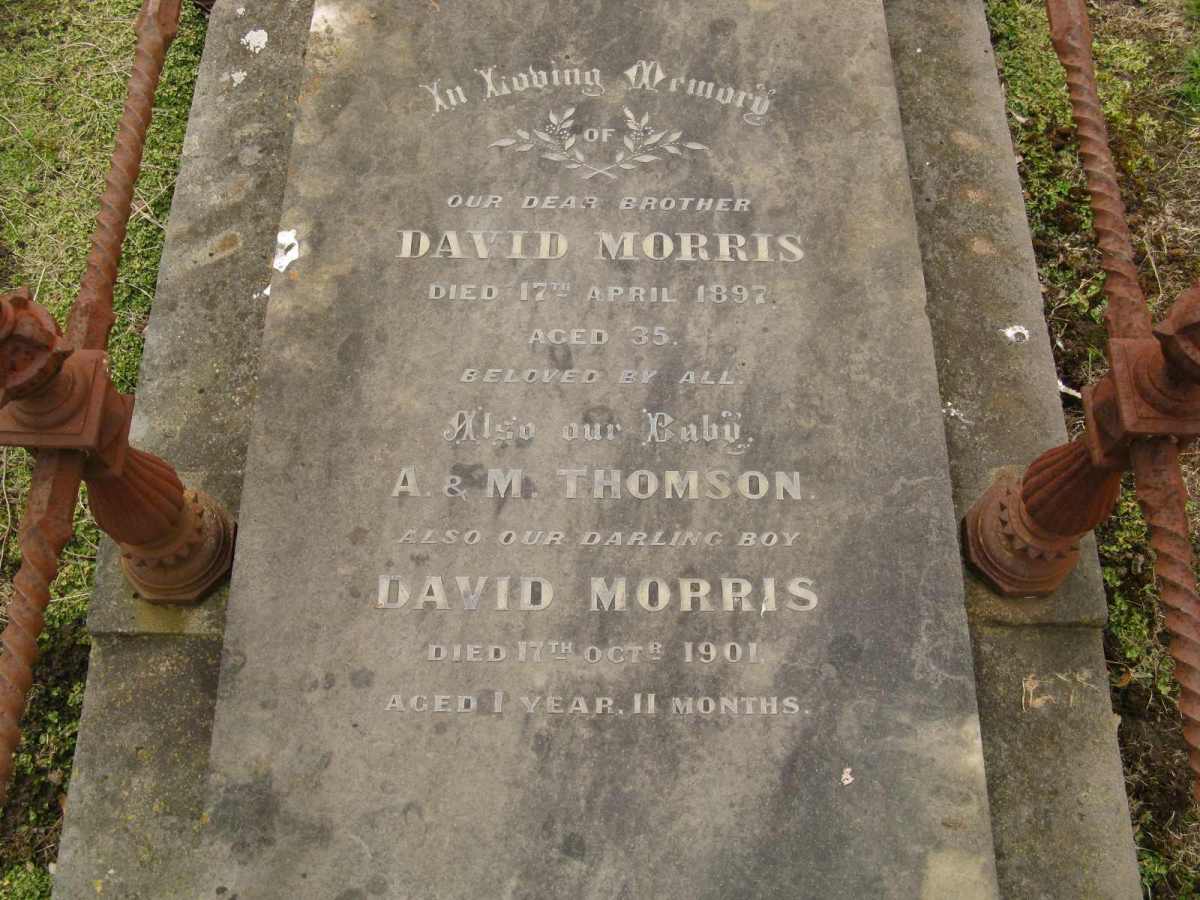 In Loving Memory
OF
OUR DEAR BROTHER
DAVID MORRIS
DIED 17TH APRIL 1897
AGED 35.
BELOVED BY ALL.
Also our Baby
A. & M. THOMSON.
ALSO OUR DARLING BOY
DAVID MORRIS
DIED 17TH OCTR 1901.
AGED 1 YEAR, 11 MONTHS.